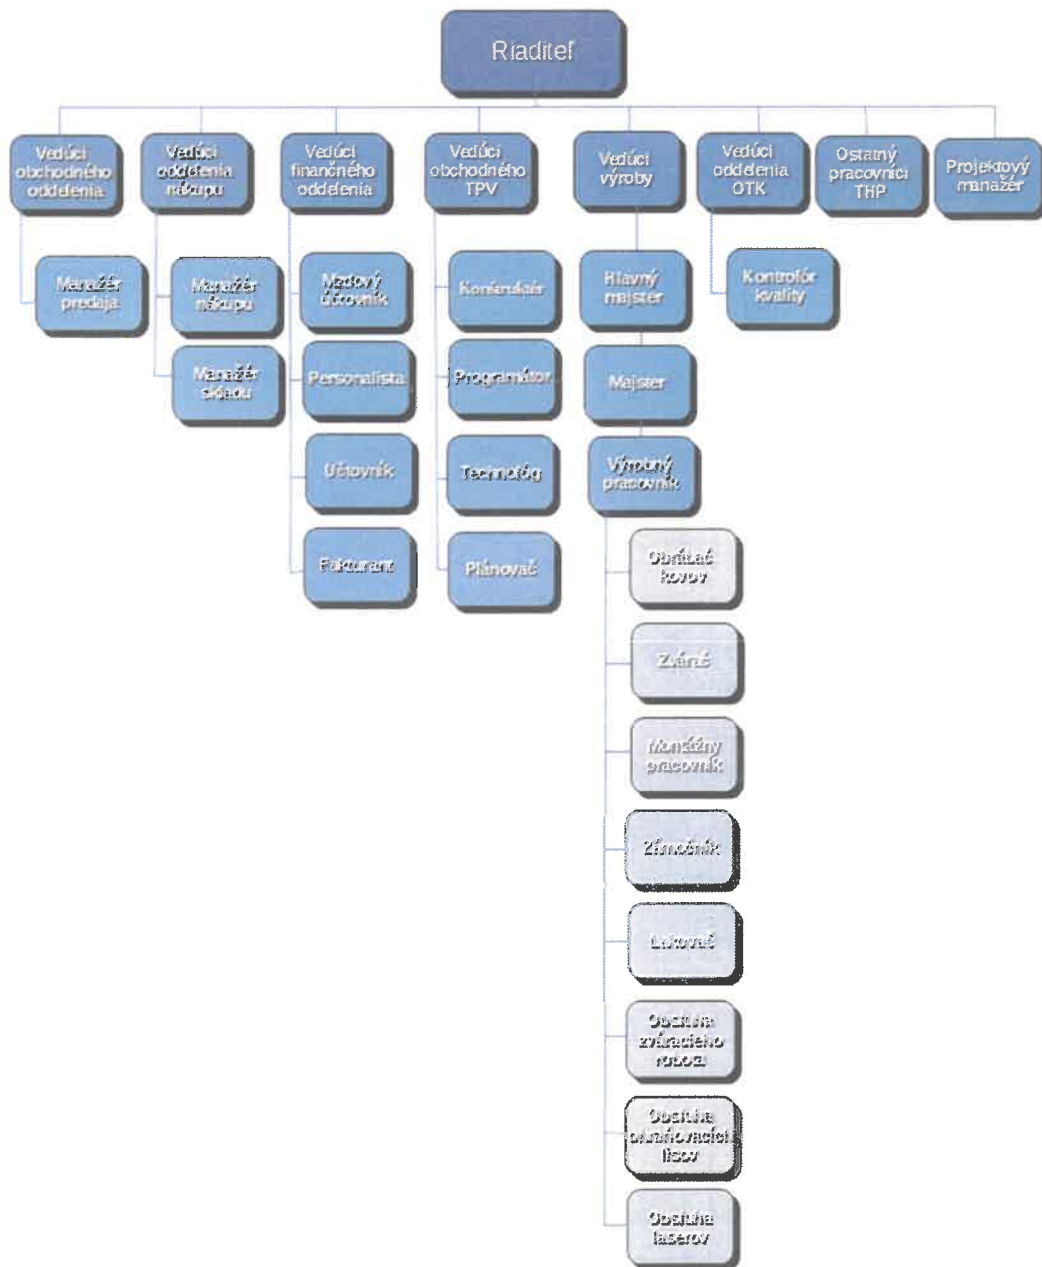 Riaditeľ
Vedúci
obchodného
oddelenia
Vedúci
oddelenia
nákupu
Vedúci
finančného
oddelenia
Vedúci
obchodného
TPV
Vedúci
výroby
Vedúci
oddelenia
OTK
Ostatný
pracovníci
THP
Projektový
manažér
Manažér
predaja
Manažér
nákupu
Mzdový
účtovník
Konštruktér
Hlavný
majster
Kontrolór
kvality
Manažér
skladu
Personalista
Programátor
Majster
Účtovník
Technológ
Výrobný
pracovník
Fakturant
Plánovač
Obrábač
kovov
Zvárač
Montážny
pracovník
Zámočník
Lakovač
Obsluha
zváracieho
robota
Obsluha
lisov
Obsluha
laserov